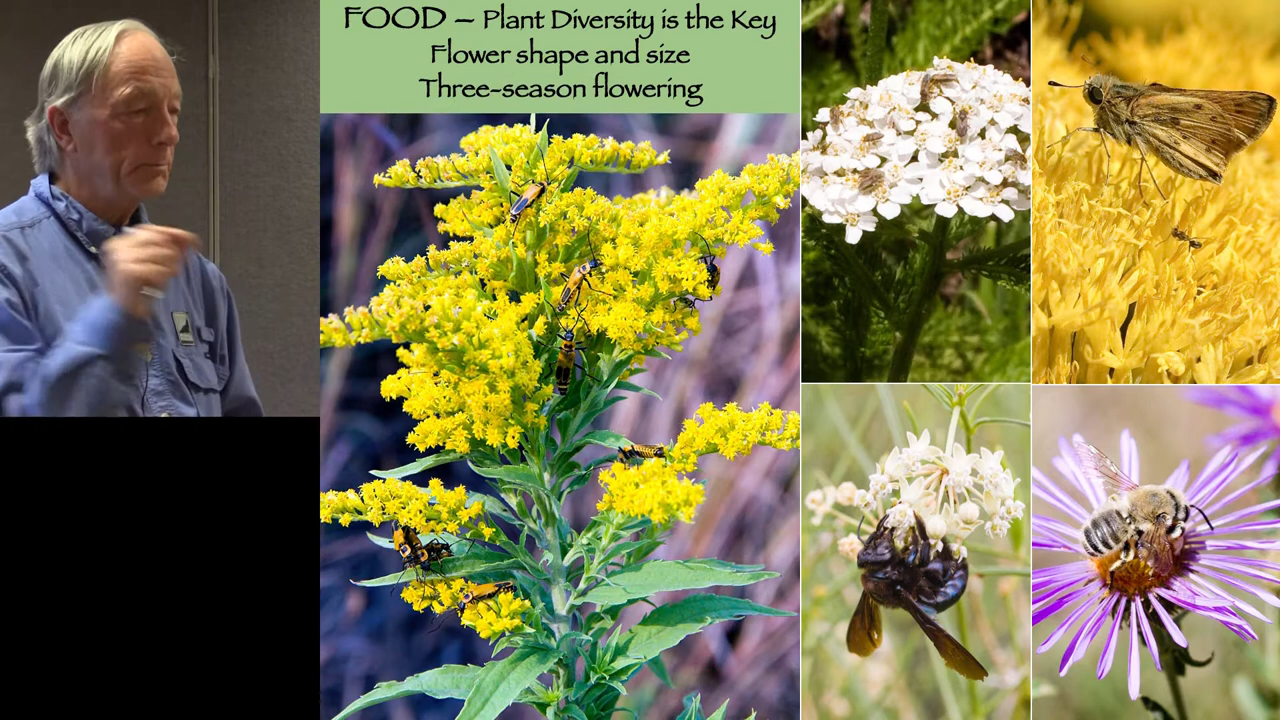 FOOD – Plant Diversity is the Key
Flower shape and size
Three-season flowering